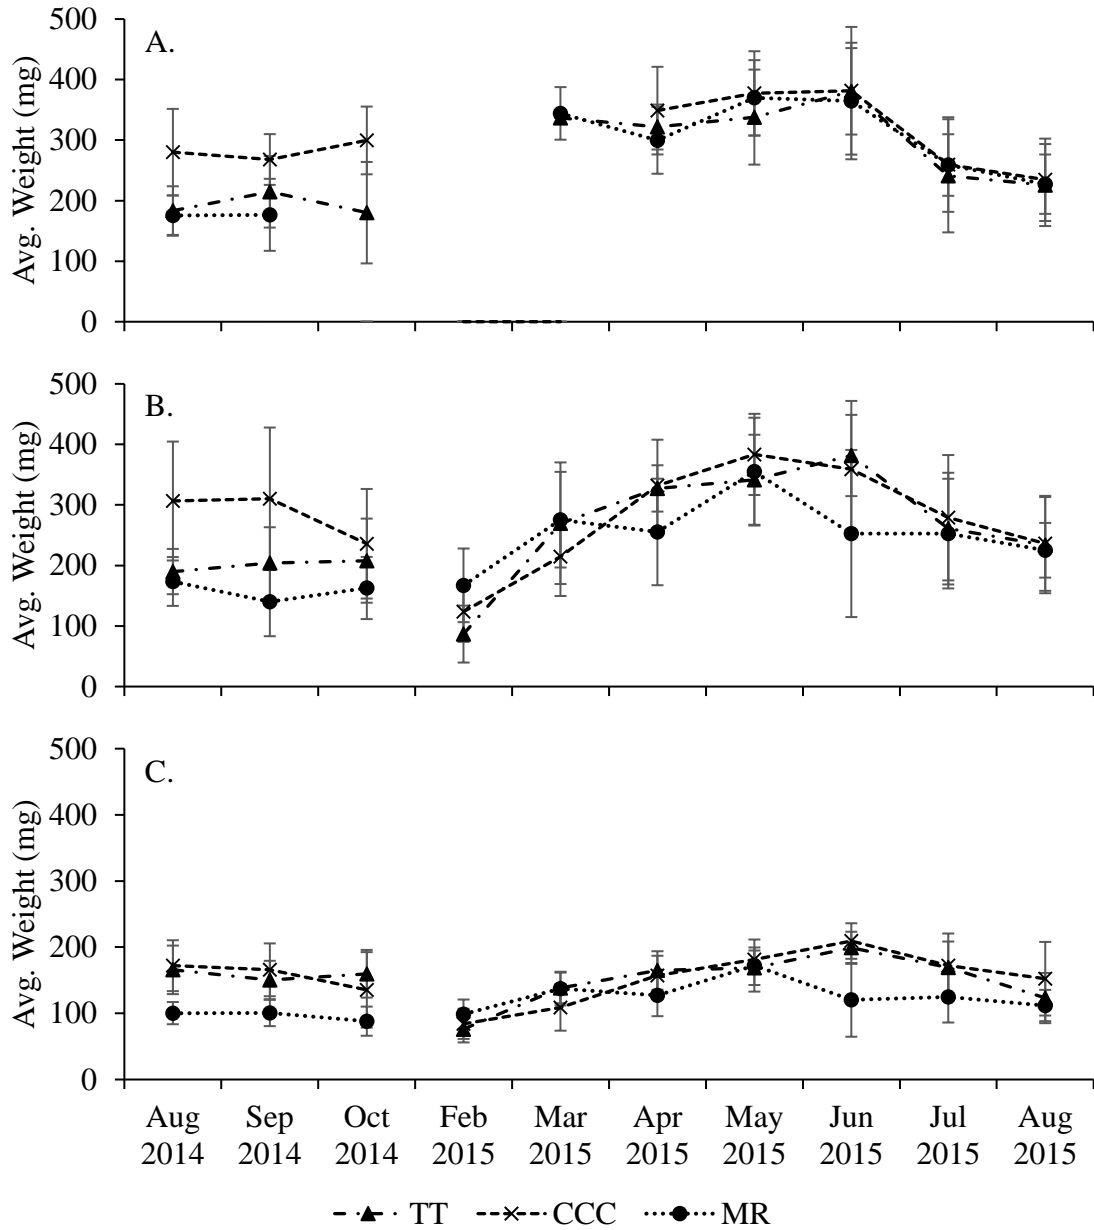 A.
Avg. Weight (mg)
500
400
300
200
100
0
B.
Avg. Weight (mg)
500
400
300
200
100
0
C.
Avg. Weight (mg)
500
400
300
200
100
0
Aug Sep Oct Feb Mar Apr May Jun Jul Aug
2014 2014 2014 2015 2015 2015 2015 2015 2015 2015
TT CCC MR